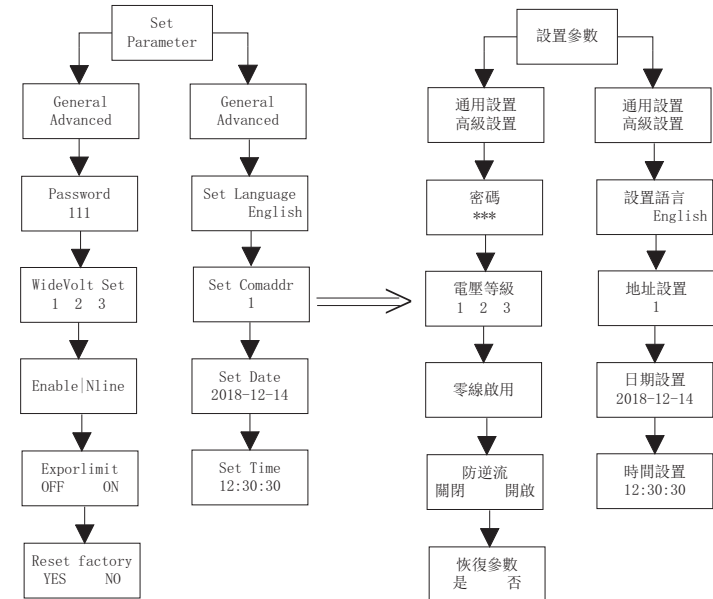 Set
Parameter
General
Advanced
Password
111
WideVolt Set
1 2 3
Enable|Nline
Exporlimit
OFF ON
Reset factory
YES NO
General
Advanced
Set Language
English
Set Comaddr
1
Set Date
2018-12-14
Set Time
12:30:30
設置參數
通用設置
高級設置
密碼
***
電壓等級
1 2 3
零線啟用
防逆流
關閉 開啟
恢復參數
是 否
通用設置
高級設置
設置語言
English
地址設置
1
日期設置
2018-12-14
時間設置
12:30:30